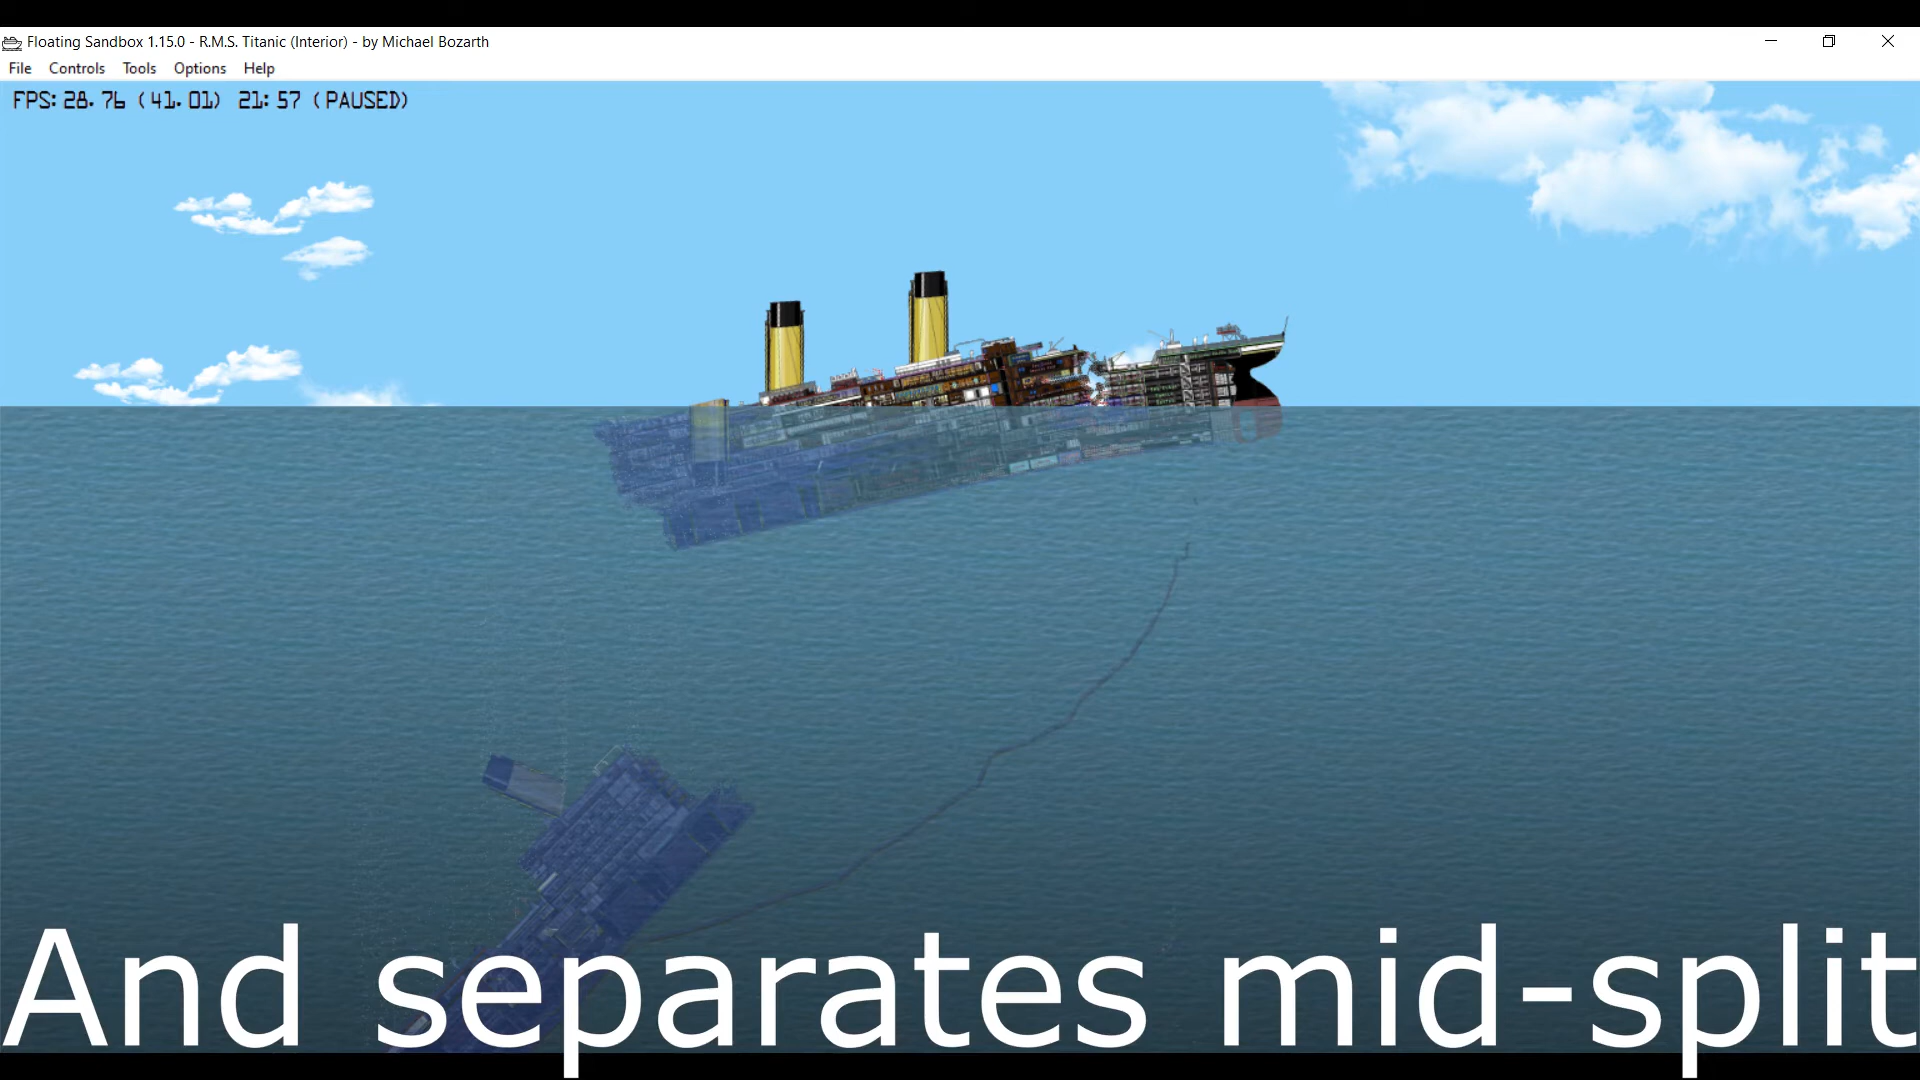 Floating Sandbox 1.15.0 - R.M.S. Titanic (Interior) - by Michael Bozarth
File Controls Tools Options Help
FPS: 28.76 (41.01) 21:57 (PAUSED)
And separates mid-split